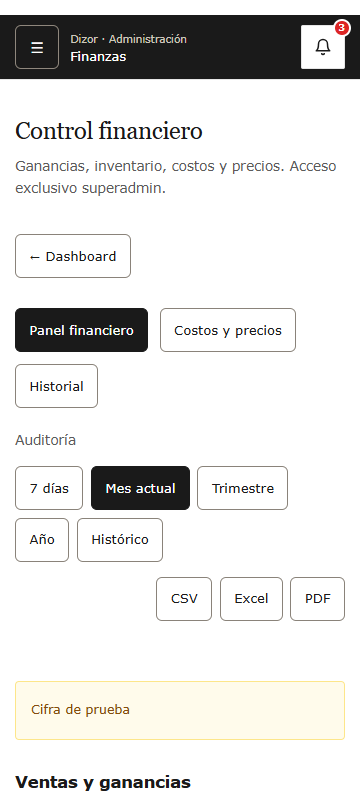 Dizor · Administración
3
☰
Finanzas
Control financiero
Ganancias, inventario, costos y precios. Acceso
exclusivo superadmin.
← Dashboard
Panel financiero
Costos y precios
Historial
Auditoría
7 días
Mes actual
Trimestre
Año
Histórico
CSV
Excel
PDF
Cifra de prueba
Ventas y ganancias